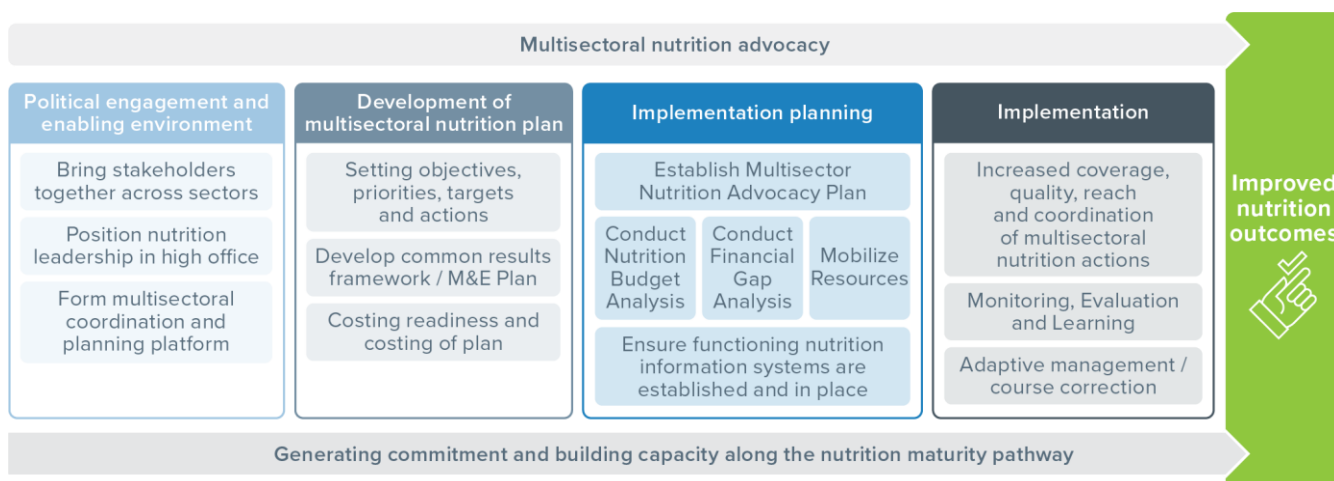 Multisectoral nutrition advocacy
Political engagement and
enabling environment
Bring stakeholders
together across sectors
Position nutrition
leadership in high office
Form multisectoral
coordination and
planning platform
Development of
multisectoral nutrition plan
Setting objectives,
priorities, targets
and actions
Develop common results
framework / M&E Plan
Costing readiness and
costing of plan
Implementation planning
Establish Multisector
Nutrition Advocacy Plan
Conduct
Nutrition
Budget
Analysis
Conduct
Financial
Gap
Analysis
Mobilize
Resources
Ensure functioning nutrition
information systems are
established and in place
Implementation
Increased coverage,
quality, reach
and coordination
of multisectoral
nutrition actions
Monitoring, Evaluation
and Learning
Adaptive management /
course correction
Improved
nutrition
outcomes
Generating commitment and building capacity along the nutrition maturity pathway